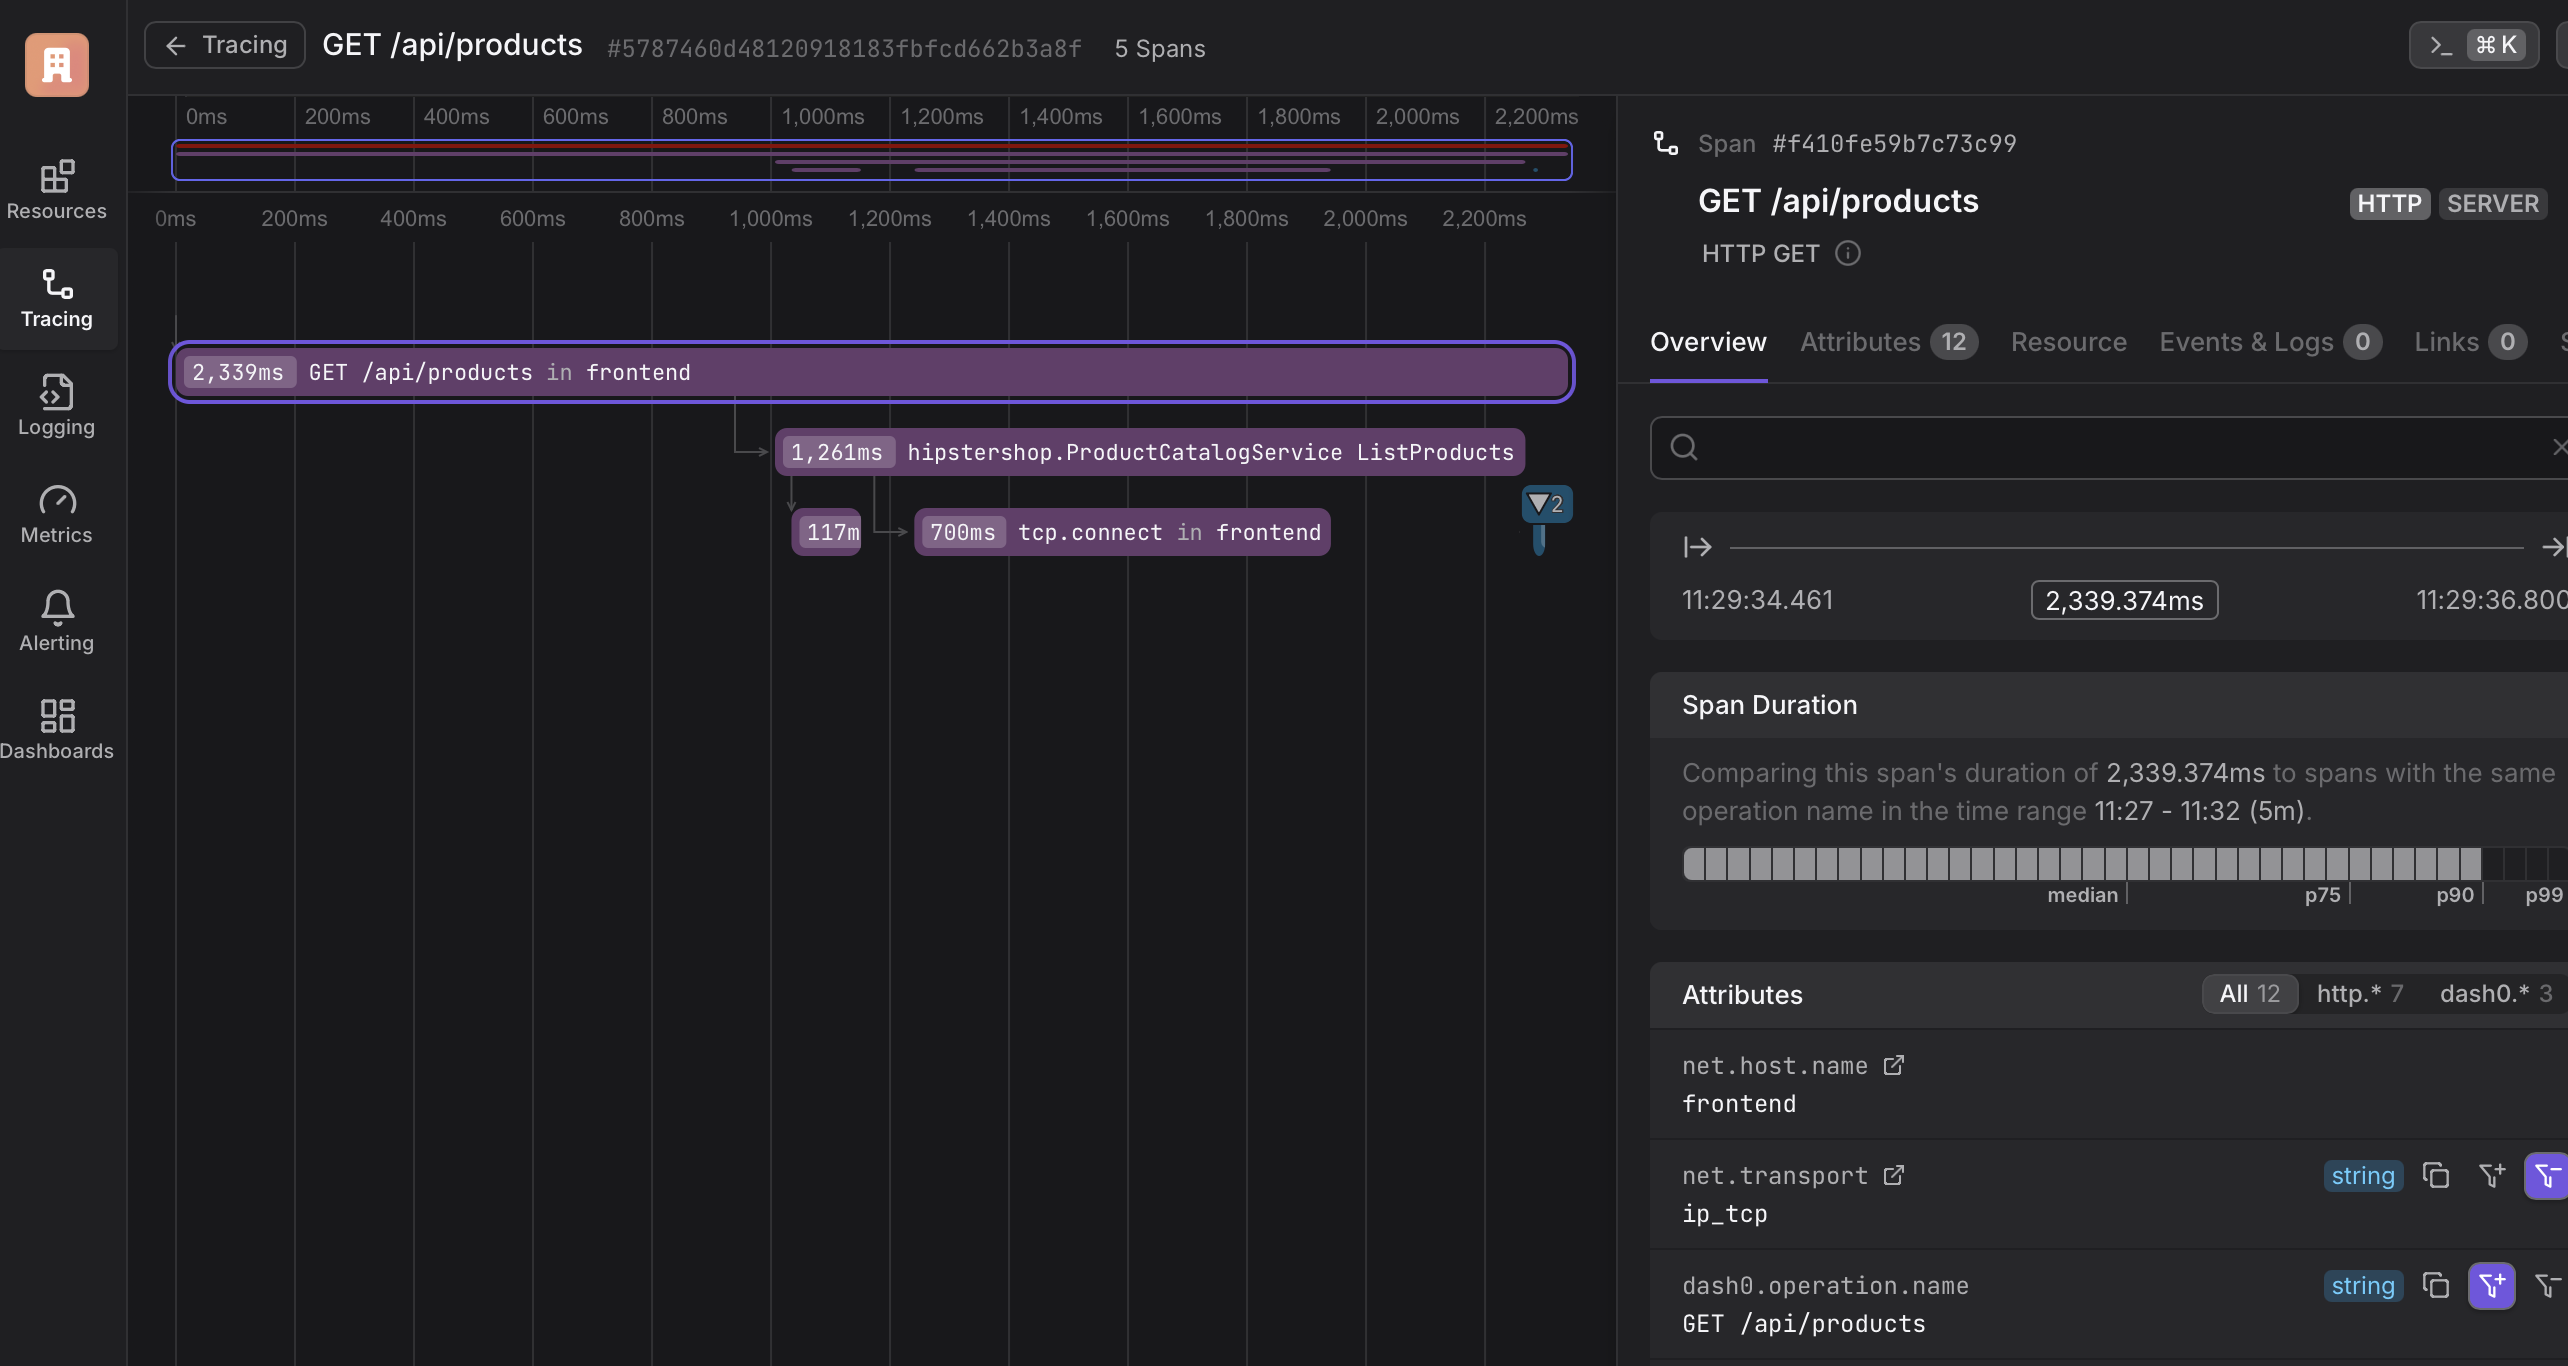 Tracing GET /api/products #5787460d48120918183fbfcd662b3a8f 5 Spans ⌘ K
Resources
Tracing
Logging
Metrics
Alerting
Dashboards
0ms 200ms 400ms 600ms 800ms 1,000ms 1,200ms 1,400ms 1,600ms 1,800ms 2,000ms 2,200ms
0ms 200ms 400ms 600ms 800ms 1,000ms 1,200ms 1,400ms 1,600ms 1,800ms 2,000ms 2,200ms
2,339ms GET /api/products in frontend
1,261ms hipstershop.ProductCatalogService ListProducts
2
117m 700ms tcp.connect in frontend
Span #f410fe59b7c73c99
GET /api/products HTTP SERVER
HTTP GET
Overview Attributes 12 Resource Events & Logs 0 Links 0
11:29:34.461 2,339.374ms 11:29:36.800
Span Duration
Comparing this span's duration of 2,339.374ms to spans with the same
operation name in the time range 11:27 - 11:32 (5m).
median p75 p90 p99
Attributes All 12 http.* 7 dash0.* 3
net.host.name
frontend
net.transport string
ip_tcp
dash0.operation.name string
GET /api/products